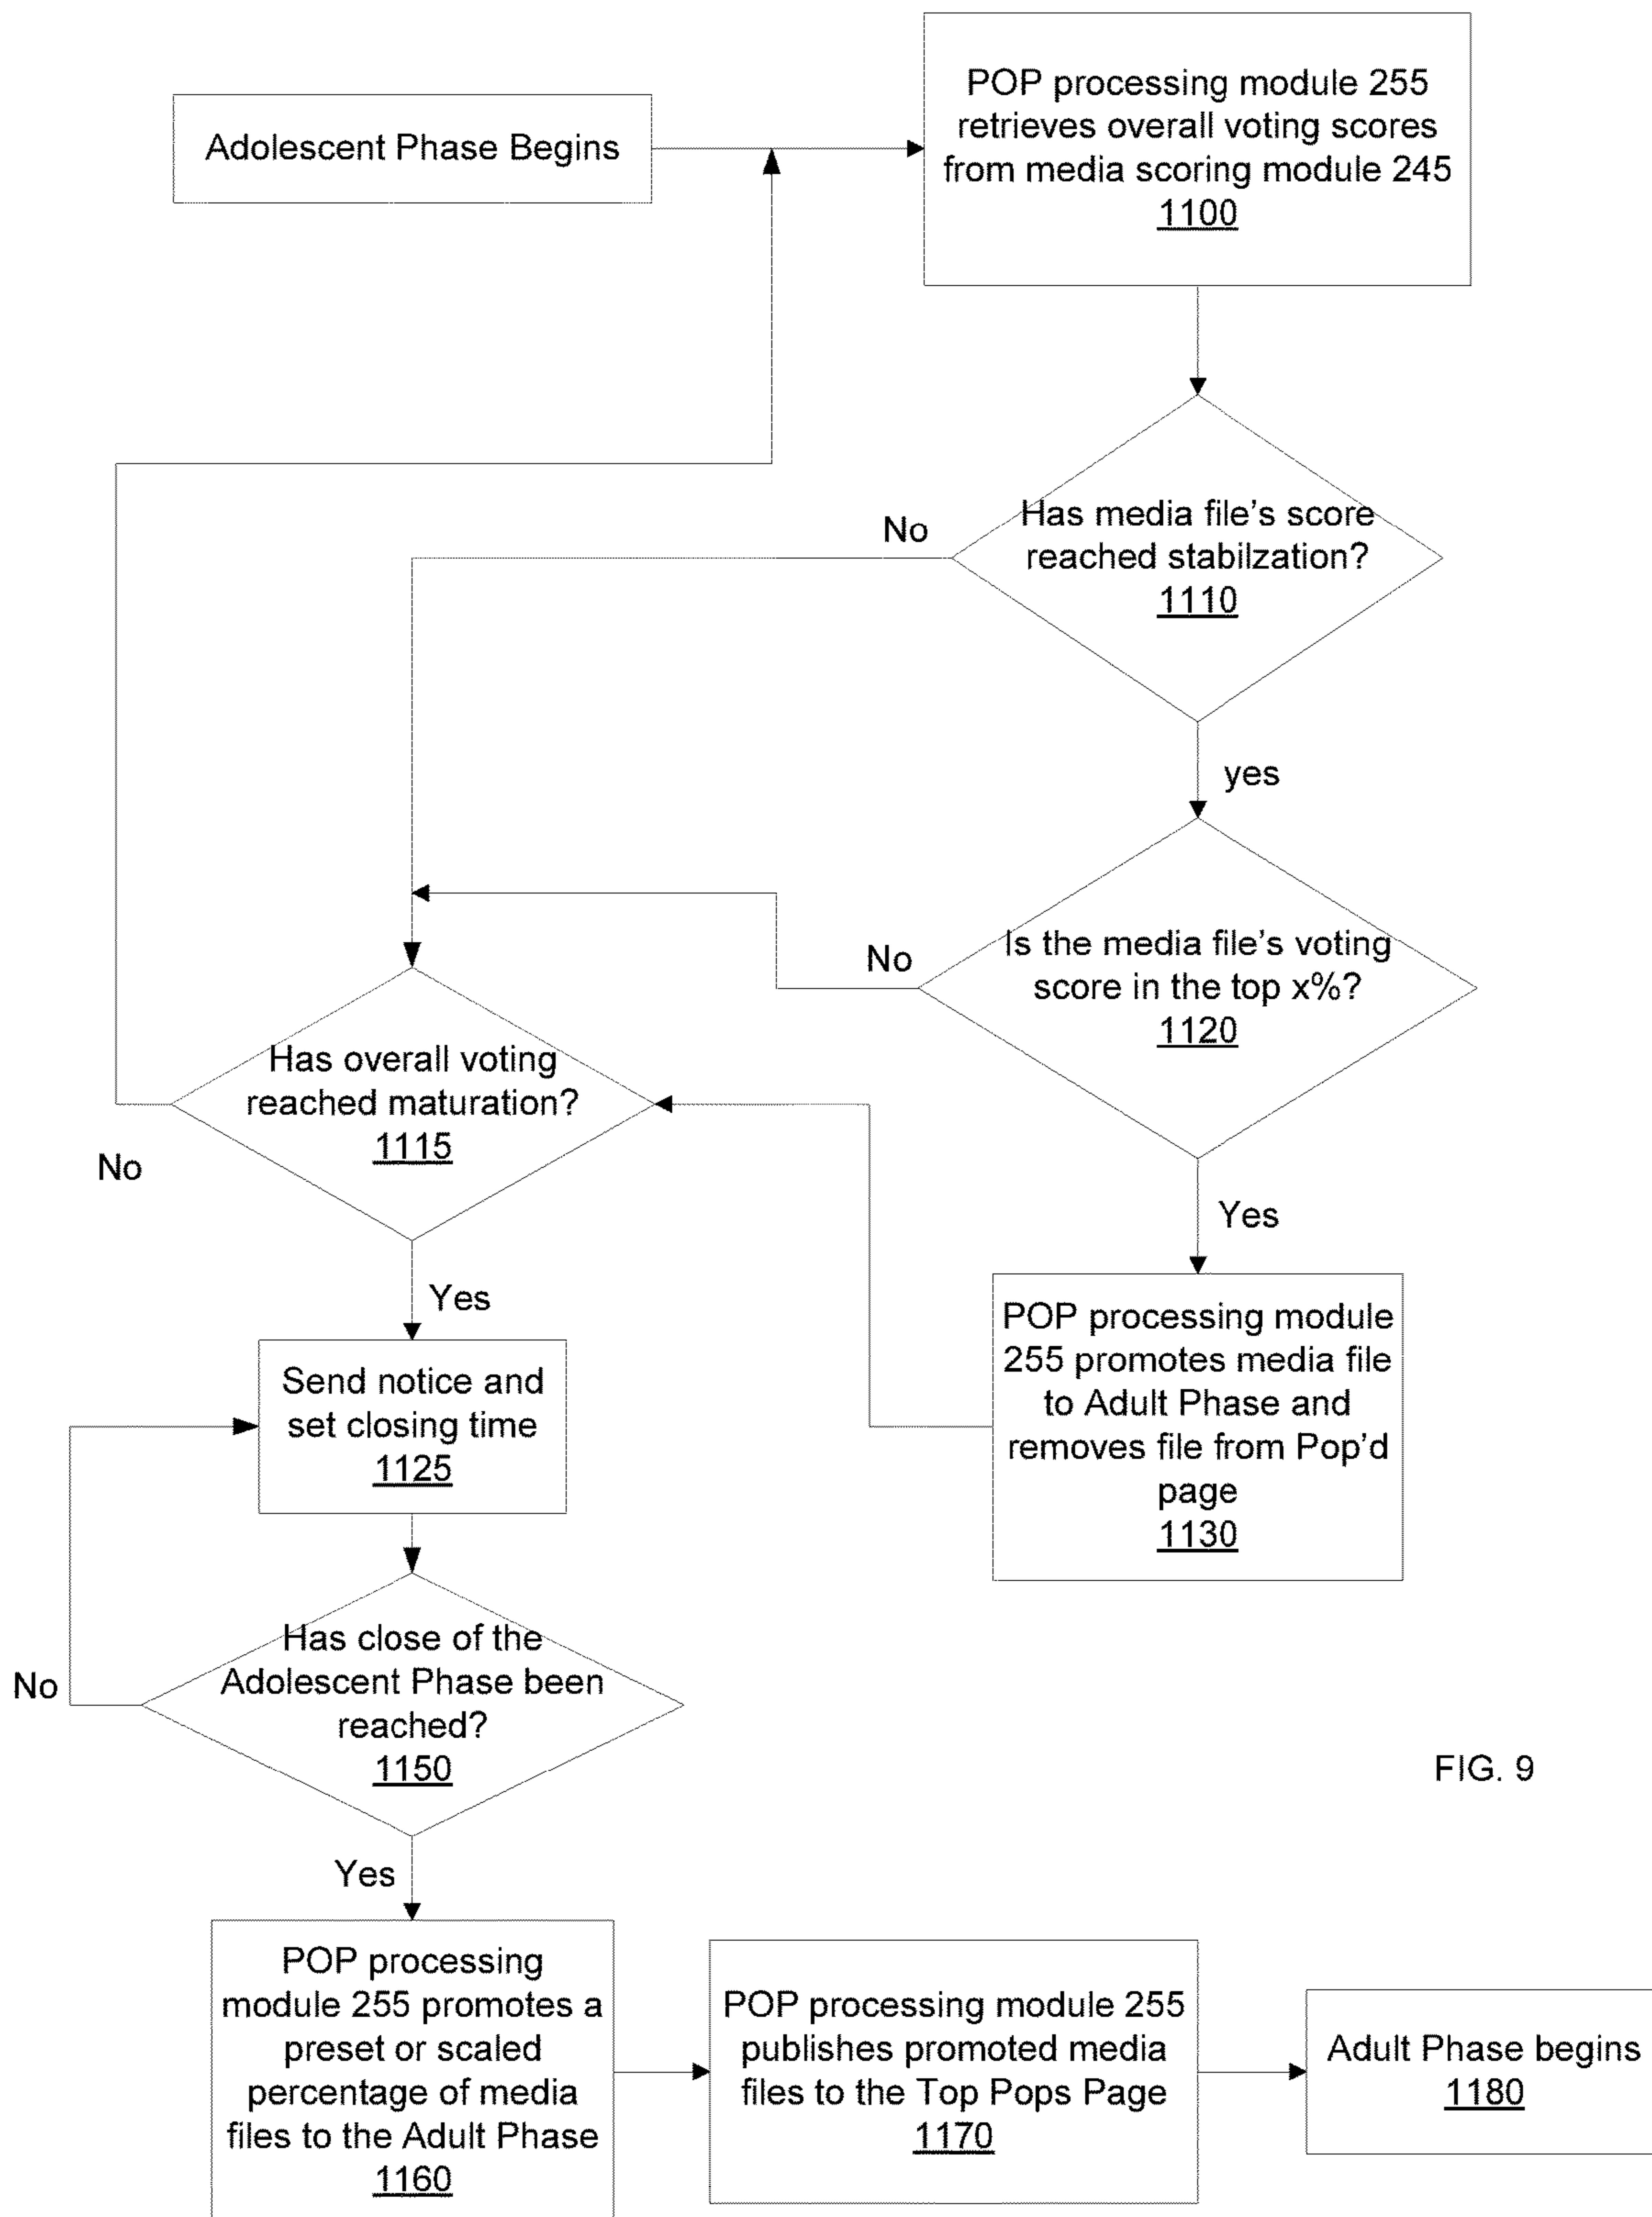 Adolescent Phase Begins
POP processing module 255
retrieves overall voting scores
from media scoring module 245
1100
Has media file's score
reached stabilzation?
1110
No
yes
Is the media file's voting
score in the top x%?
1120
No
Yes
Has overall voting
reached maturation?
1115
No
Yes
POP processing module
255 promotes media file
to Adult Phase and
removes file from Pop'd
page
1130
Send notice and
set closing time
1125
Has close of the
Adolescent Phase been
reached?
1150
No
Yes
FIG. 9
POP processing
module 255 promotes a
preset or scaled
percentage of media
files to the Adult Phase
1160
POP processing module 255
publishes promoted media
files to the Top Pops Page
1170
Adult Phase begins
1180